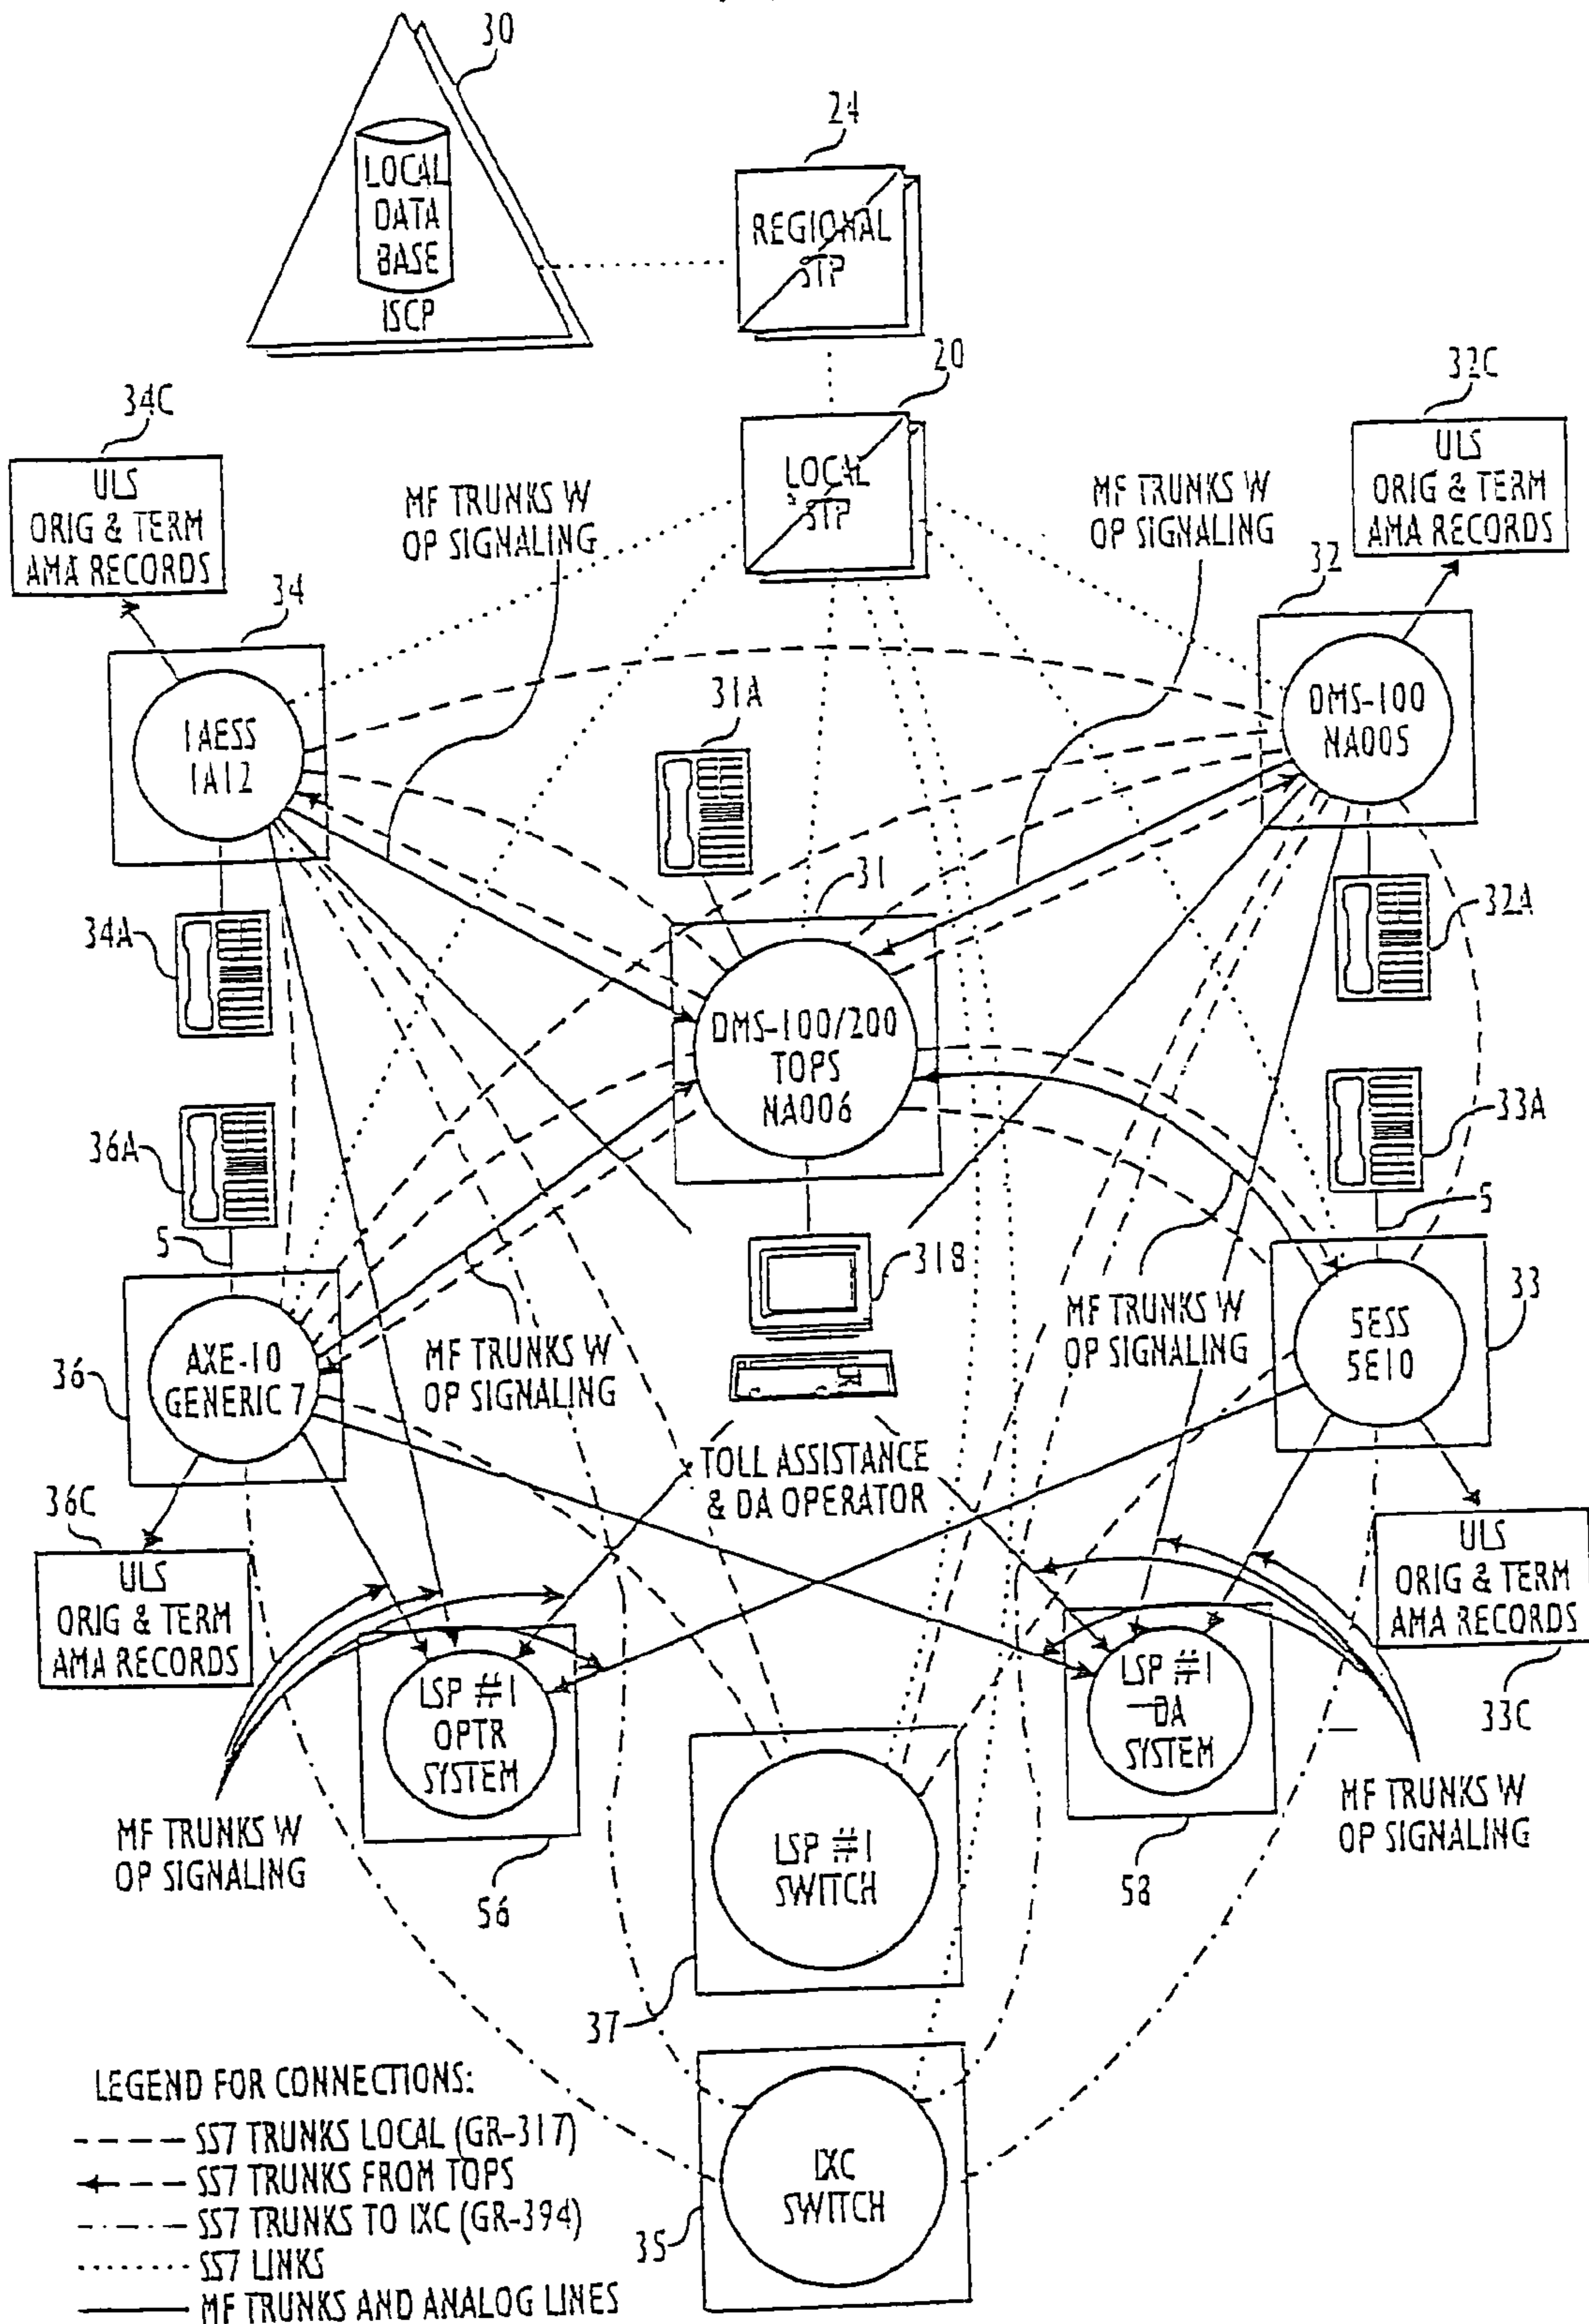 30
24
LOCAL
DATA
BASE
ISCP
REGIONAL
STP
20
34C
32C
ULS
ORIG & TERM
AMA RECORDS
MF TRUNKS W
OP SIGNALING
LOCAL
STP
MF TRUNKS W
OP SIGNALING
ULS
ORIG & TERM
AMA RECORDS
34
32
1AESS
1A12
31A
DMS-100
NA005
31
34A
32A
DMS-100/200
TOPS
NA006
36A
33A
5
5
31B
36
AXE-10
GENERIC 7
MF TRUNKS W
OP SIGNALING
MF TRUNKS W
OP SIGNALING
5ESS
5E10
33
TOLL ASSISTANCE
& DA OPERATOR
36C
ULS
ORIG & TERM
AMA RECORDS
ULS
ORIG & TERM
AMA RECORDS
33C
LSP #1
OPTR
SYSTEM
LSP #1
DA
SYSTEM
MF TRUNKS W
OP SIGNALING
56
LSP #1
SWITCH
58
MF TRUNKS W
OP SIGNALING
37
LEGEND FOR CONNECTIONS:
SS7 TRUNKS LOCAL (GR-317)
SS7 TRUNKS FROM TOPS
SS7 TRUNKS TO IXC (GR-394)
SS7 LINKS
MF TRUNKS AND ANALOG LINES
IXC
SWITCH
35